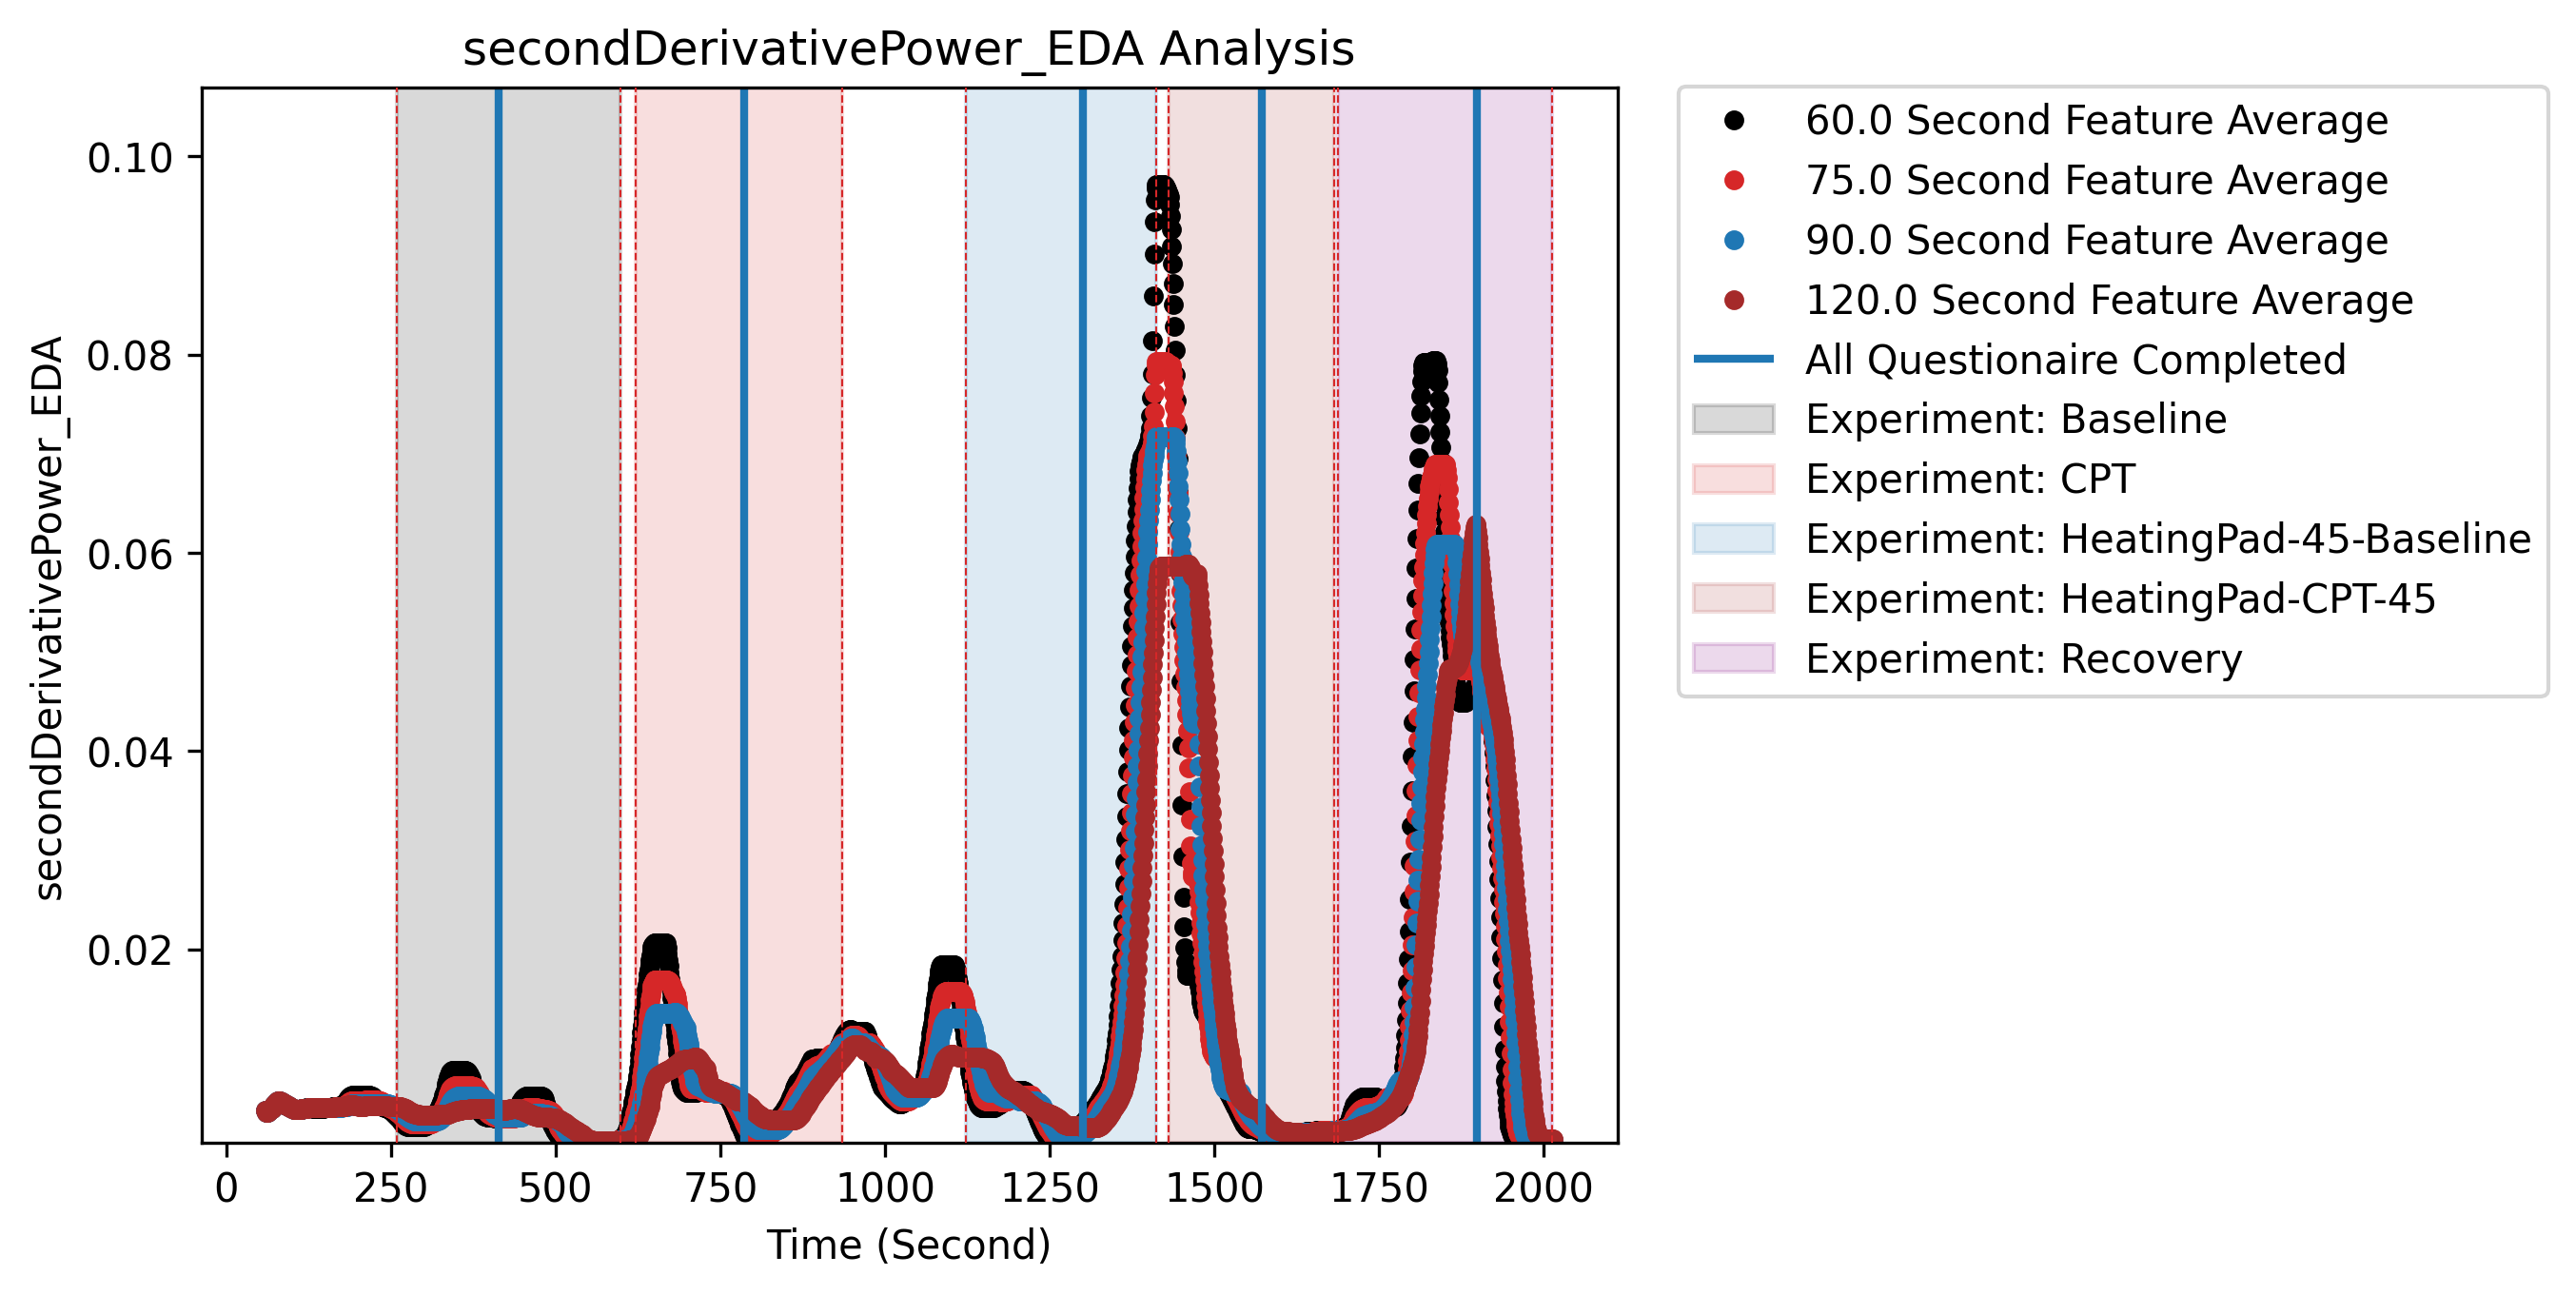 secondDerivativePower_EDA Analysis
secondDerivativePower_EDA
0.10
0.08
0.06
0.04
0.02
0 250 500 750 1000 1250 1500 1750 2000
Time (Second)
60.0 Second Feature Average
75.0 Second Feature Average
90.0 Second Feature Average
120.0 Second Feature Average
All Questionaire Completed
Experiment: Baseline
Experiment: CPT
Experiment: HeatingPad-45-Baseline
Experiment: HeatingPad-CPT-45
Experiment: Recovery